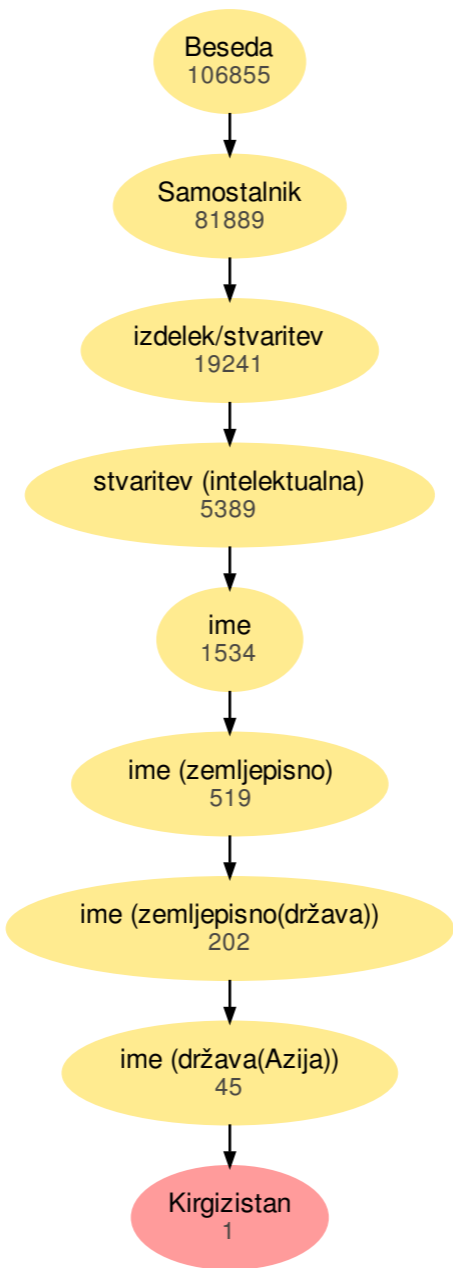 Beseda
106855
Samostalnik
81889
izdelek/stvaritev
19241
stvaritev (intelektualna)
5389
ime
1534
ime (zemljepisno)
519
ime (zemljepisno(država))
202
ime (država(Azija))
45
Kirgizistan
1